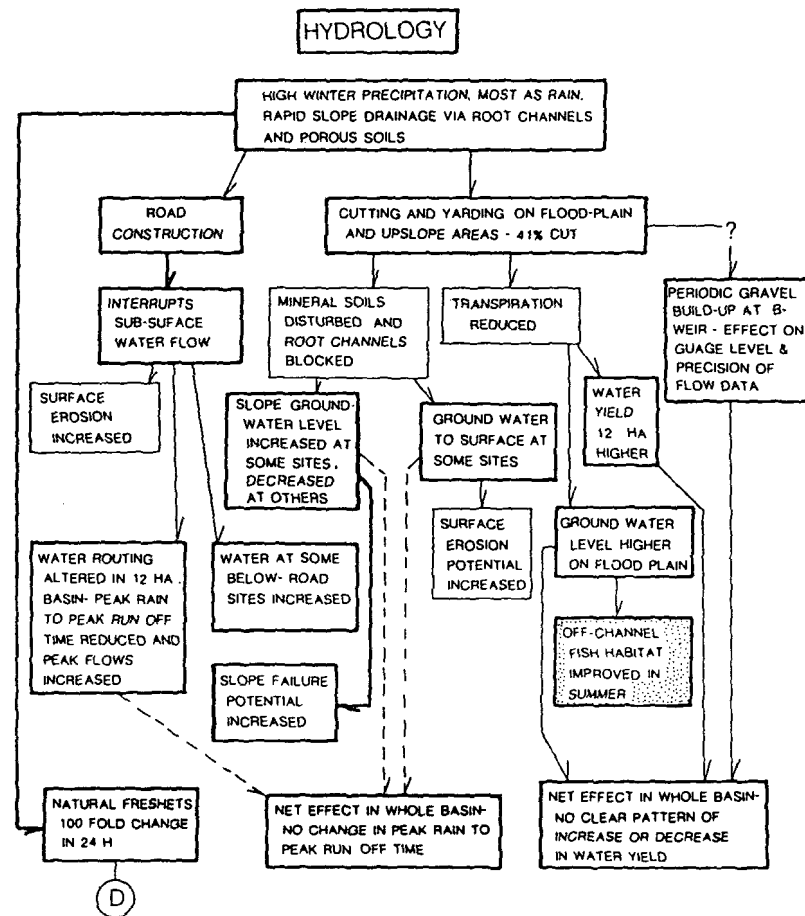 HYDROLOGY
HIGH WINTER PRECIPITATION, MOST AS RAIN.
RAPID SLOPE DRAINAGE VIA ROOT CHANNELS
AND POROUS SOILS
ROAD
CONSTRUCTION
CUTTING AND YARDING ON FLOOD-PLAIN
AND UPSLOPE AREAS - 41% CUT
?
INTERRUPTS
SUB-SUFACE
WATER FLOW
MINERAL SOILS
DISTURBED AND
ROOT CHANNELS
BLOCKED
TRANSPIRATION
REDUCED
PERIODIC GRAVEL
BUILD-UP AT B-
WEIR - EFFECT ON
GUAGE LEVEL &
PRECISION OF
FLOW DATA
SURFACE
EROSION
INCREASED
SLOPE GROUND-
WATER LEVEL
INCREASED AT
SOME SITES,
DECREASED
AT OTHERS
GROUND WATER
TO SURFACE AT
SOME SITES
WATER
YIELD
12 HA
HIGHER
WATER ROUTING
ALTERED IN 12 HA.
BASIN- PEAK RAIN
TO PEAK RUN OFF
TIME REDUCED AND
PEAK FLOWS
INCREASED
WATER AT SOME
BELOW-ROAD
SITES INCREASED
SURFACE
EROSION
POTENTIAL
INCREASED
GROUND WATER
LEVEL HIGHER
ON FLOOD PLAIN
OFF-CHANNEL
FISH HABITAT
IMPROVED IN
SUMMER
SLOPE FAILURE
POTENTIAL
INCREASED
NATURAL FRESHETS
100 FOLD CHANGE
IN 24 H
NET EFFECT IN WHOLE BASIN-
NO CHANGE IN PEAK RAIN TO
PEAK RUN OFF TIME
NET EFFECT IN WHOLE BASIN-
NO CLEAR PATTERN OF
INCREASE OR DECREASE
IN WATER YIELD
D